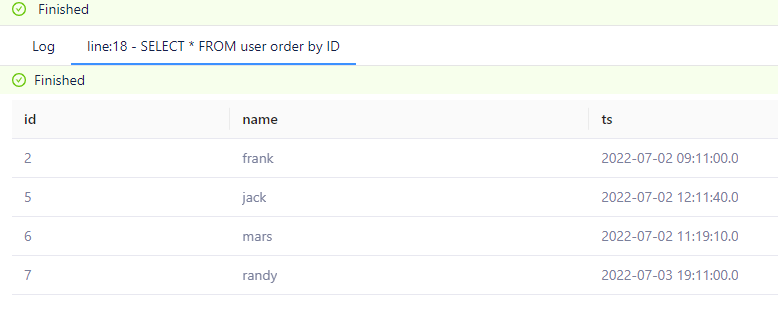 Finished
Log line:18 - SELECT * FROM user order by ID
Finished
id name ts
2 frank 2022-07-02 09:11:00.0
5 jack 2022-07-02 12:11:40.0
6 mars 2022-07-02 11:19:10.0
7 randy 2022-07-03 19:11:00.0